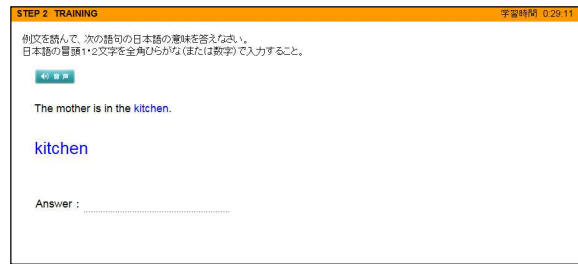 STEP 2 TRAINING 学習時間 0:29:11
例文を読んで、次の語句の日本語の意味を答えなさい。
日本語の冒頭1・2文字を全角ひらがな(または数字)で入力すること。
音声
The mother is in the kitchen.
kitchen
Answer :